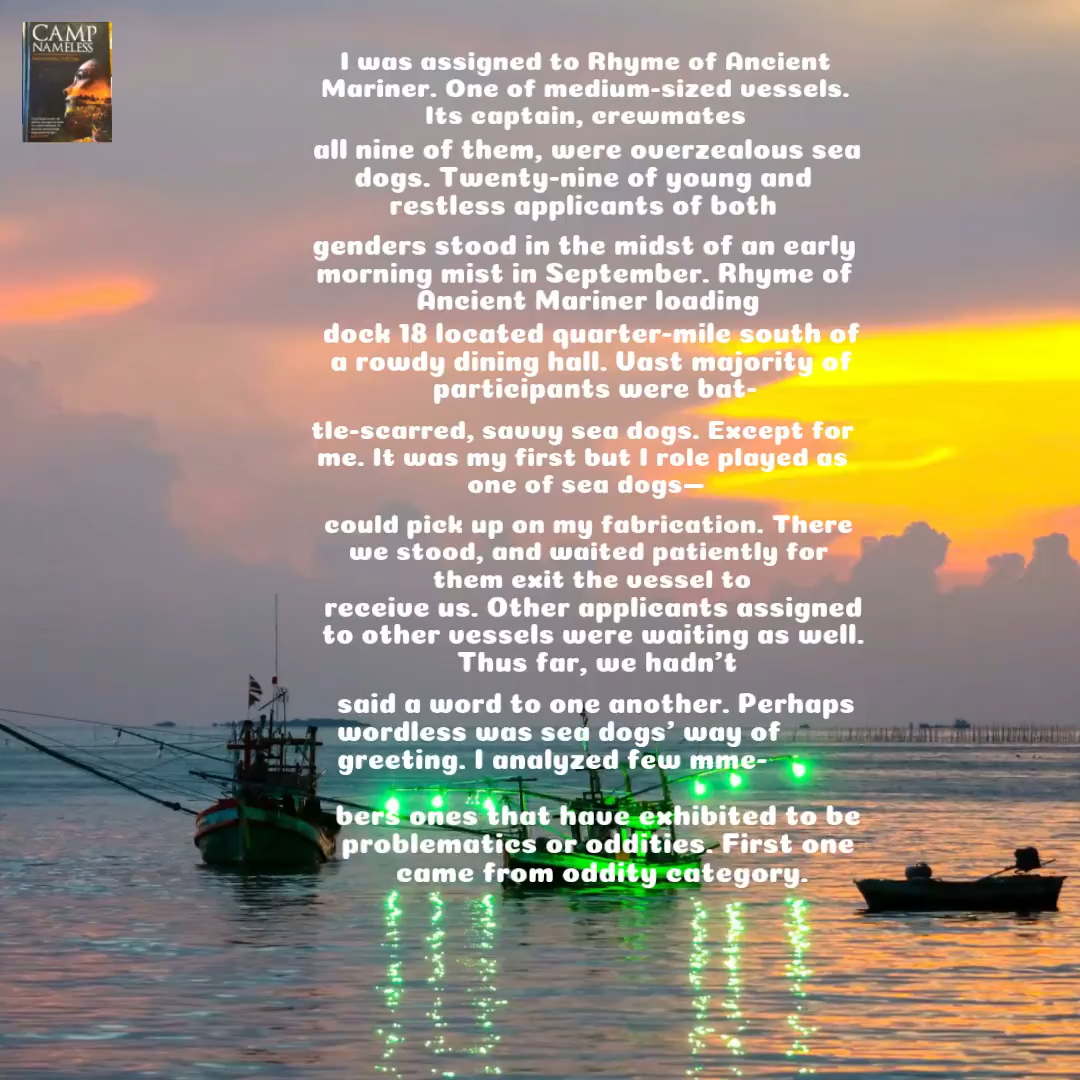 CAMP
NAMELESS
I was assigned to Rhyme of Ancient
Mariner. One of medium-sized vessels.
Its captain, crewmates
all nine of them, were overzealous sea
dogs. Twenty-nine of young and
restless applicants of both
genders stood in the midst of an early
morning mist in September. Rhyme of
Ancient Mariner loading
dock 18 located quarter-mile south of
a rowdy dining hall. Vast majority of
participants were bat-
tle-scarred, savvy sea dogs. Except for
me. It was my first but I role played as
one of sea dogs—
could pick up on my fabrication. There
we stood, and waited patiently for
them exit the vessel to
receive us. Other applicants assigned
to other vessels were waiting as well.
Thus far, we hadn't
said a word to one another. Perhaps
wordless was sea dogs' way of
greeting. I analyzed few mme-
bers ones that have exhibited to be
problematics or oddities. First one
came from oddity category.